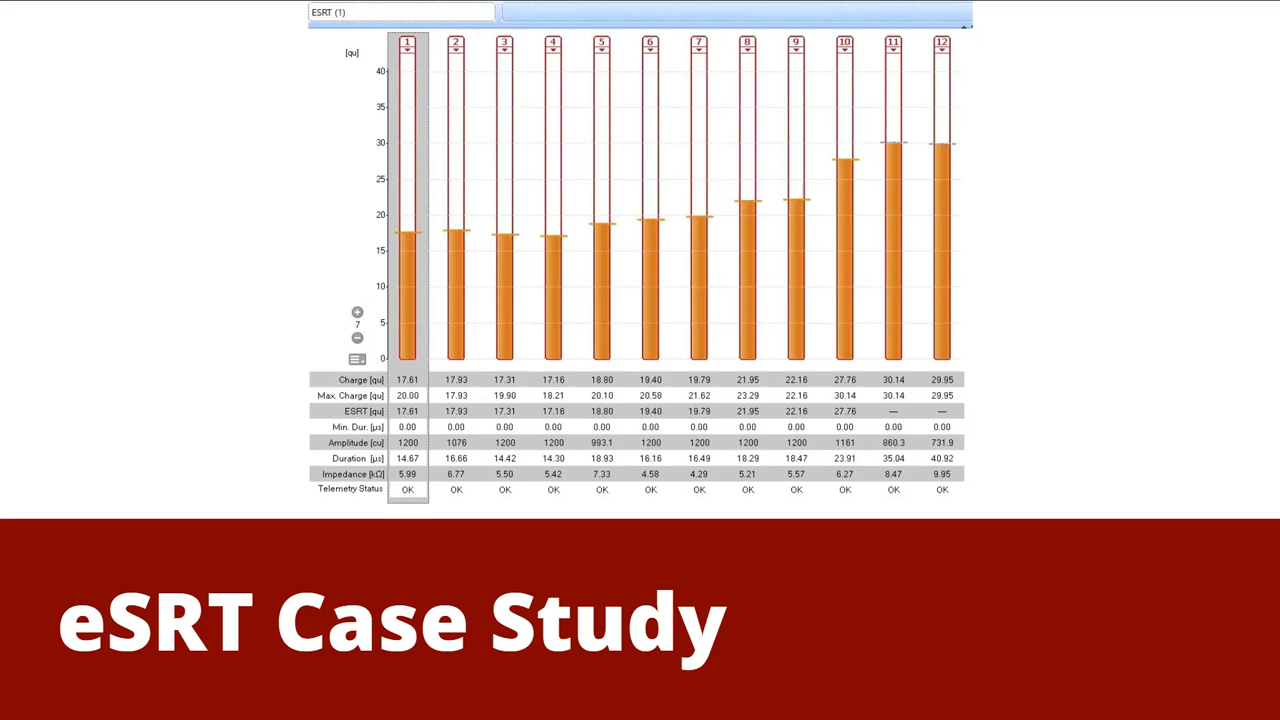 ESRT (1)
[qu] 1 2 3 4 5 6 7 8 9 10 11 12
40
35
30
25
20
15
10
5
0
7
Charge [qu] 17.61 17.93 17.31 17.16 18.80 19.40 19.79 21.95 22.16 27.76 30.14 29.95
Max. Charge [qu] 20.00 17.93 19.90 18.21 20.10 20.58 21.62 23.29 22.16 30.14 30.14 29.95
ESRT [qu] 17.61 17.93 17.31 17.16 18.80 19.40 19.79 21.95 22.16 27.76 — —
Min. Dur. [µs] 0.00 0.00 0.00 0.00 0.00 0.00 0.00 0.00 0.00 0.00 0.00 0.00
Amplitude [cu] 1200 1076 1200 1200 993.1 1200 1200 1200 1200 1161 860.3 731.9
Duration [µs] 14.67 16.66 14.42 14.30 18.93 16.16 16.49 18.29 18.47 23.91 35.04 40.92
Impedance [kΩ] 5.99 6.77 5.50 5.42 7.33 4.58 4.29 5.21 5.57 6.27 8.47 9.95
Telemetry Status OK OK OK OK OK OK OK OK OK OK OK OK
eSRT Case Study